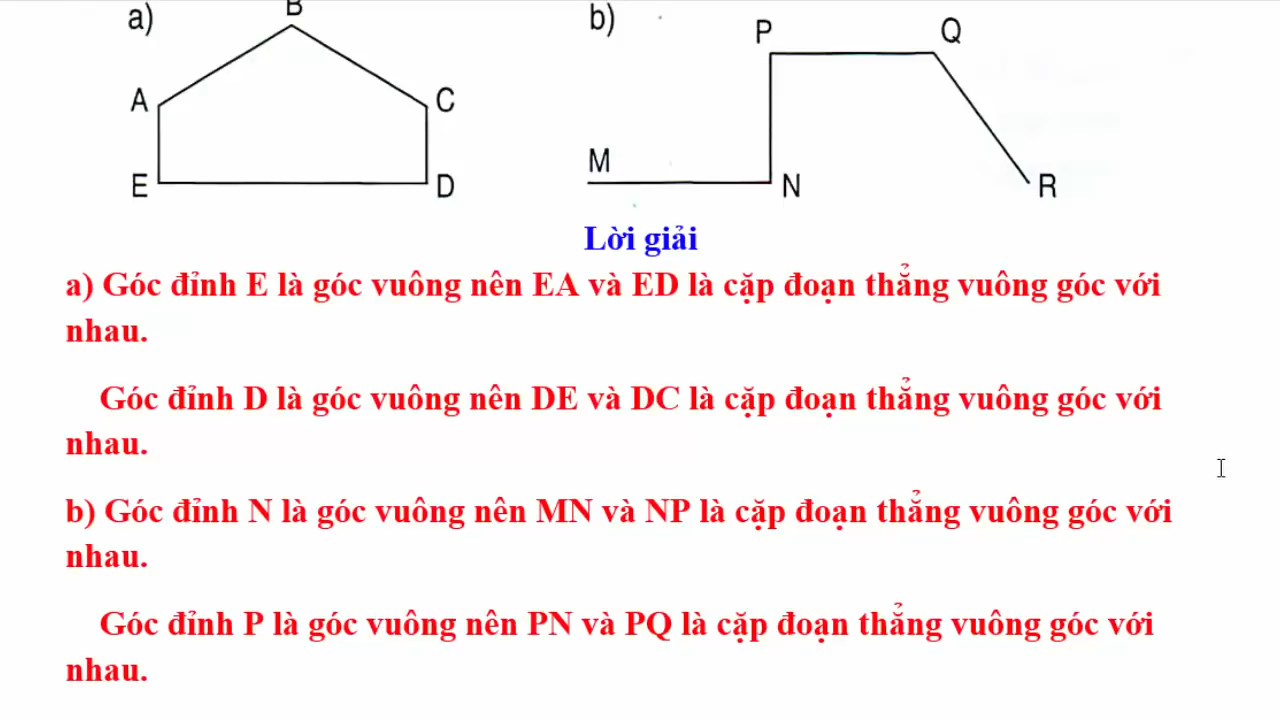 a)
B
A
C
E
D
b)
P
Q
M
N
R
Lời giải
a) Góc đỉnh E là góc vuông nên EA và ED là cặp đoạn thẳng vuông góc với
nhau.
Góc đỉnh D là góc vuông nên DE và DC là cặp đoạn thẳng vuông góc với
nhau.
b) Góc đỉnh N là góc vuông nên MN và NP là cặp đoạn thẳng vuông góc với
nhau.
Góc đỉnh P là góc vuông nên PN và PQ là cặp đoạn thẳng vuông góc với
nhau.